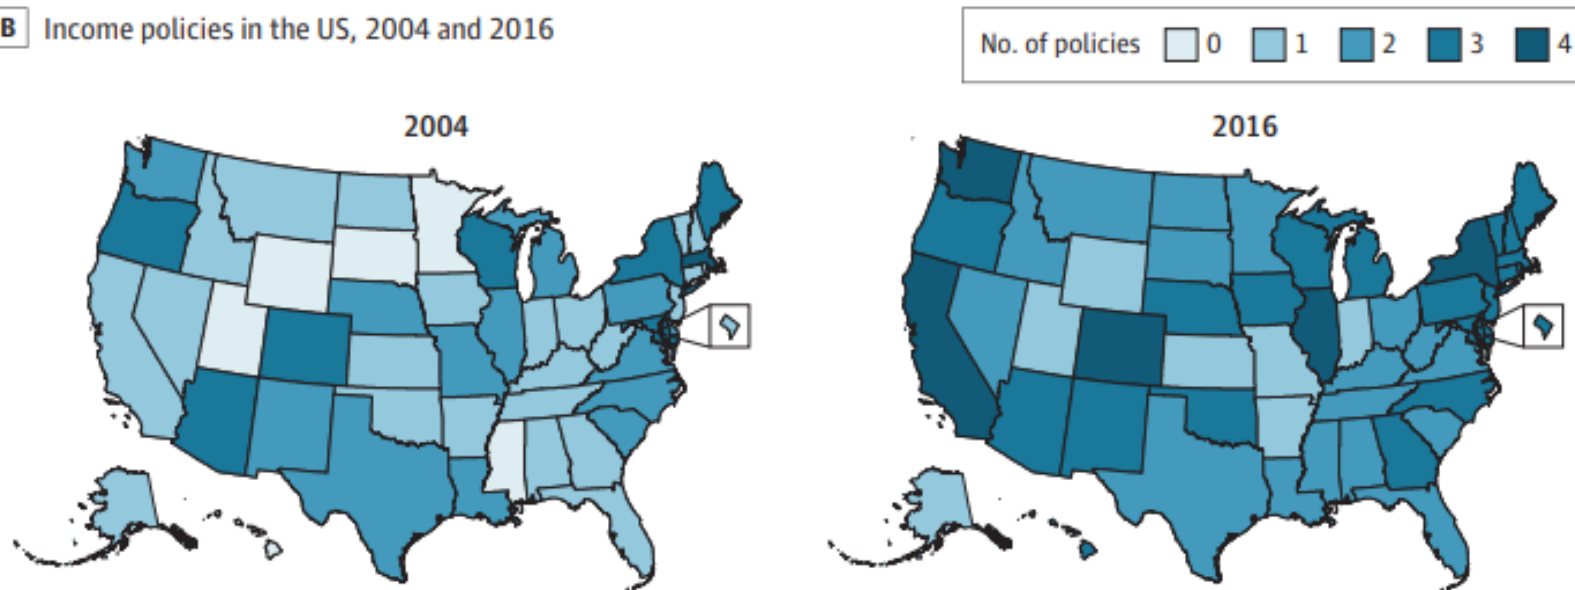 B Income policies in the US, 2004 and 2016
No. of policies 0 1 2 3 4
2004
2016